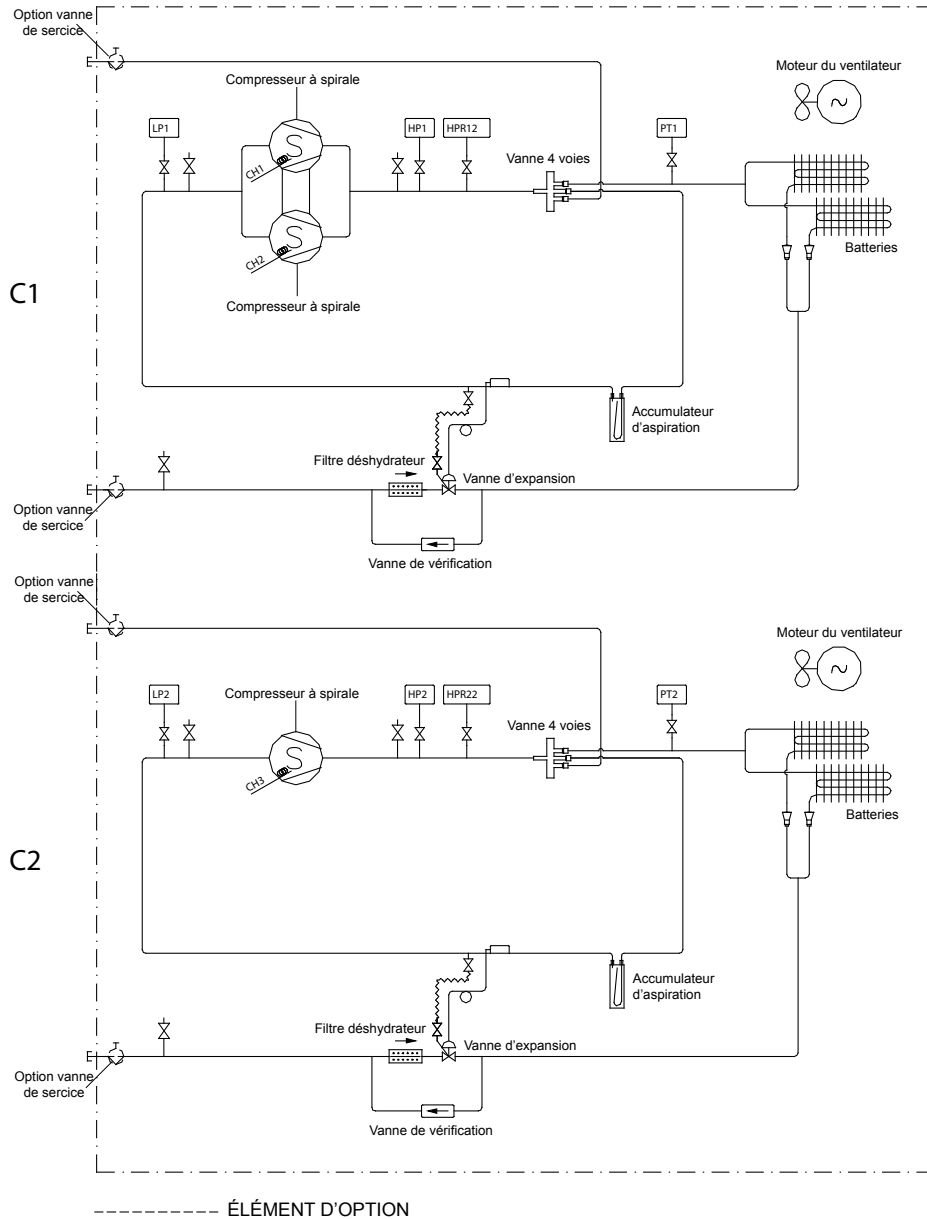 Option vanne
de sercice
Compresseur à spirale
Moteur du ventilateur
LP1
HP1
HPR12
PT1
CH1
Vanne 4 voies
CH2
Batteries
C1
Compresseur à spirale
Accumulateur
d'aspiration
Filtre déshydrateur
Vanne d'expansion
Option vanne
de sercice
Vanne de vérification
Option vanne
de sercice
Moteur du ventilateur
LP2
Compresseur à spirale
HP2
HPR22
PT2
Vanne 4 voies
CH3
Batteries
C2
Accumulateur
d'aspiration
Filtre déshydrateur
Vanne d'expansion
Option vanne
de sercice
Vanne de vérification
ÉLÉMENT D'OPTION